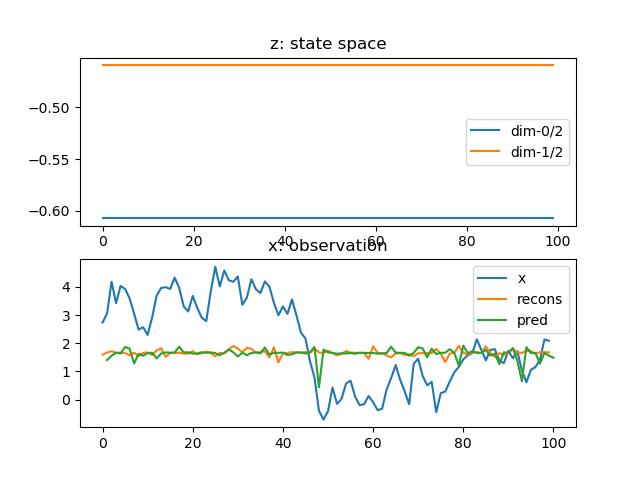 z: state space
−0.50
−0.55
−0.60
dim-0/2
dim-1/2
0 20 40 60 80 100
x: observation
4
3
2
1
0
x
recons
pred
0 20 40 60 80 100